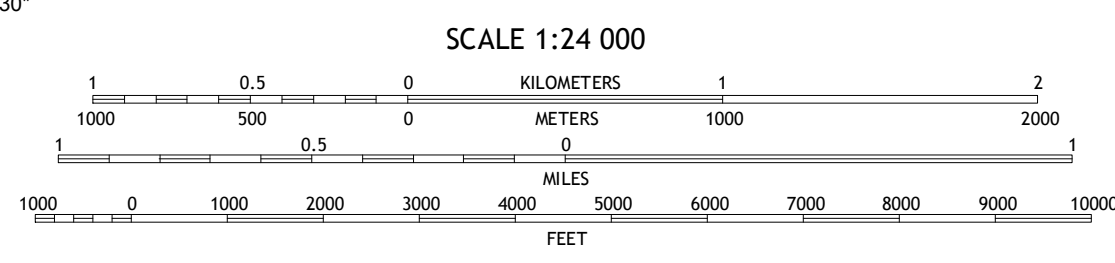 30"
SCALE 1:24 000
1 0.5 0 KILOMETERS 1 2
1000 500 0 METERS 1000 2000
1 0.5 0 1
MILES
1000 0 1000 2000 3000 4000 5000 6000 7000 8000 9000 10000
FEET